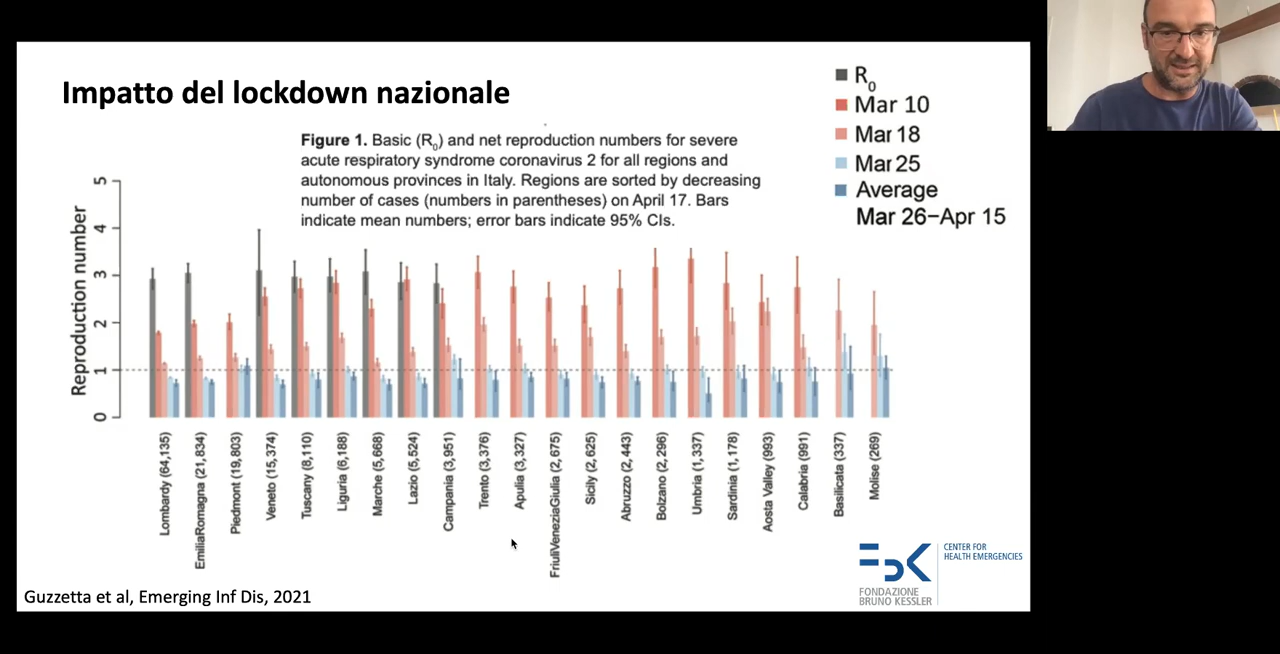 Impatto del lockdown nazionale
R0
Mar 10
Mar 18
Mar 25
Average
Mar 26–Apr 15
Figure 1. Basic (R0) and net reproduction numbers for severe
acute respiratory syndrome coronavirus 2 for all regions and
autonomous provinces in Italy. Regions are sorted by decreasing
number of cases (numbers in parentheses) on April 17. Bars
indicate mean numbers; error bars indicate 95% CIs.
Reproduction number
5
4
3
2
1
0
Lombardy (64,135)
EmiliaRomagna (21,834)
Piedmont (19,803)
Veneto (15,374)
Tuscany (8,110)
Liguria (6,188)
Marche (5,668)
Lazio (5,524)
Campania (3,951)
Trento (3,376)
Apulia (3,327)
FriuliVeneziaGiulia (2,675)
Sicily (2,625)
Abruzzo (2,443)
Bolzano (2,296)
Umbria (1,337)
Sardinia (1,178)
Aosta Valley (993)
Calabria (991)
Basilicata (337)
Molise (269)
FBK
FONDAZIONE
BRUNO KESSLER
CENTER FOR
HEALTH EMERGENCIES
Guzzetta et al, Emerging Inf Dis, 2021